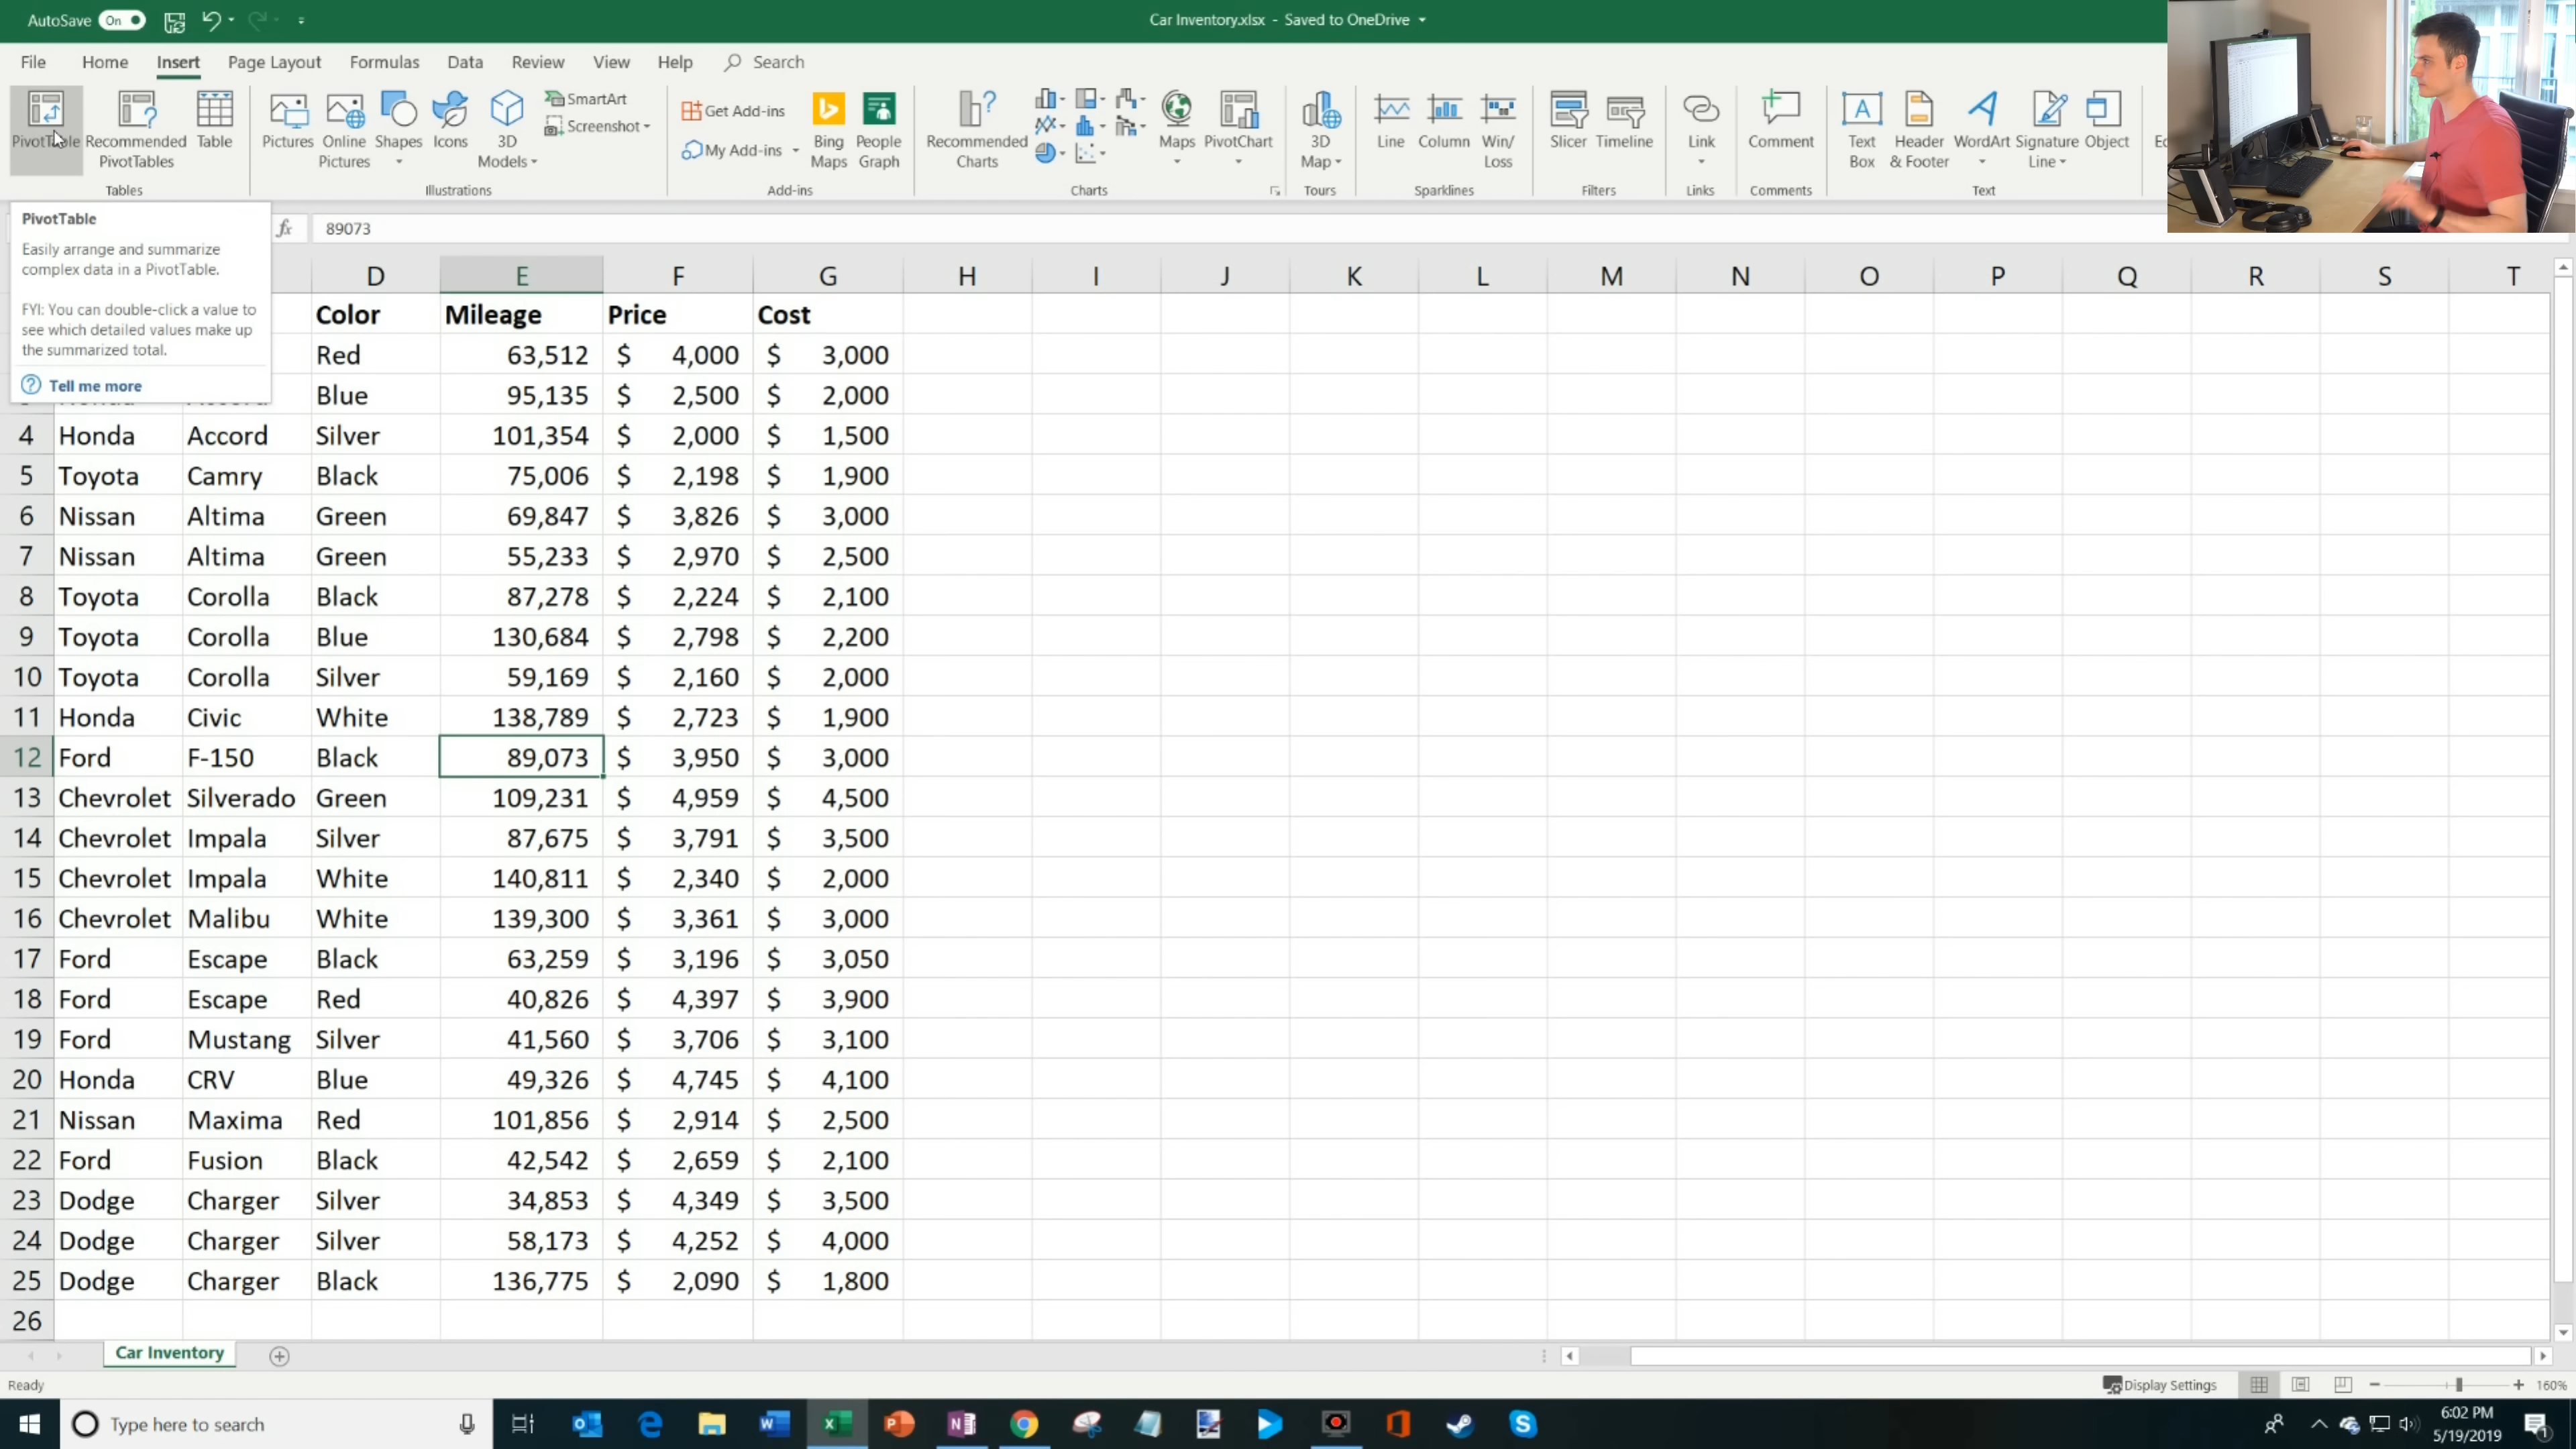 AutoSave On
Car Inventory.xlsx - Saved to OneDrive
File Home Insert Page Layout Formulas Data Review View Help Search
PivotTable Recommended PivotTables Table Pictures Online Pictures Shapes Icons 3D Models SmartArt Screenshot Get Add-ins My Add-ins Bing Maps People Graph Recommended Charts Maps PivotChart 3D Map Line Column Win/Loss Slicer Timeline Link Comment Text Box Header & Footer WordArt Signature Line Object
Tables Illustrations Add-ins Charts Tours Sparklines Filters Links Comments Text
PivotTable
Easily arrange and summarize
complex data in a PivotTable.
FYI: You can double-click a value to
see which detailed values make up
the summarized total.
Tell me more
fx 89073
D E F G H I J K L M N O P Q R S T
Color Mileage Price Cost
Red 63,512 $ 4,000 $ 3,000
Blue 95,135 $ 2,500 $ 2,000
4 Honda Accord Silver 101,354 $ 2,000 $ 1,500
5 Toyota Camry Black 75,006 $ 2,198 $ 1,900
6 Nissan Altima Green 69,847 $ 3,826 $ 3,000
7 Nissan Altima Green 55,233 $ 2,970 $ 2,500
8 Toyota Corolla Black 87,278 $ 2,224 $ 2,100
9 Toyota Corolla Blue 130,684 $ 2,798 $ 2,200
10 Toyota Corolla Silver 59,169 $ 2,160 $ 2,000
11 Honda Civic White 138,789 $ 2,723 $ 1,900
12 Ford F-150 Black 89,073 $ 3,950 $ 3,000
13 Chevrolet Silverado Green 109,231 $ 4,959 $ 4,500
14 Chevrolet Impala Silver 87,675 $ 3,791 $ 3,500
15 Chevrolet Impala White 140,811 $ 2,340 $ 2,000
16 Chevrolet Malibu White 139,300 $ 3,361 $ 3,000
17 Ford Escape Black 63,259 $ 3,196 $ 3,050
18 Ford Escape Red 40,826 $ 4,397 $ 3,900
19 Ford Mustang Silver 41,560 $ 3,706 $ 3,100
20 Honda CRV Blue 49,326 $ 4,745 $ 4,100
21 Nissan Maxima Red 101,856 $ 2,914 $ 2,500
22 Ford Fusion Black 42,542 $ 2,659 $ 2,100
23 Dodge Charger Silver 34,853 $ 4,349 $ 3,500
24 Dodge Charger Silver 58,173 $ 4,252 $ 4,000
25 Dodge Charger Black 136,775 $ 2,090 $ 1,800
26
Car Inventory
Ready Display Settings 160%
Type here to search
6:02 PM
5/19/2019